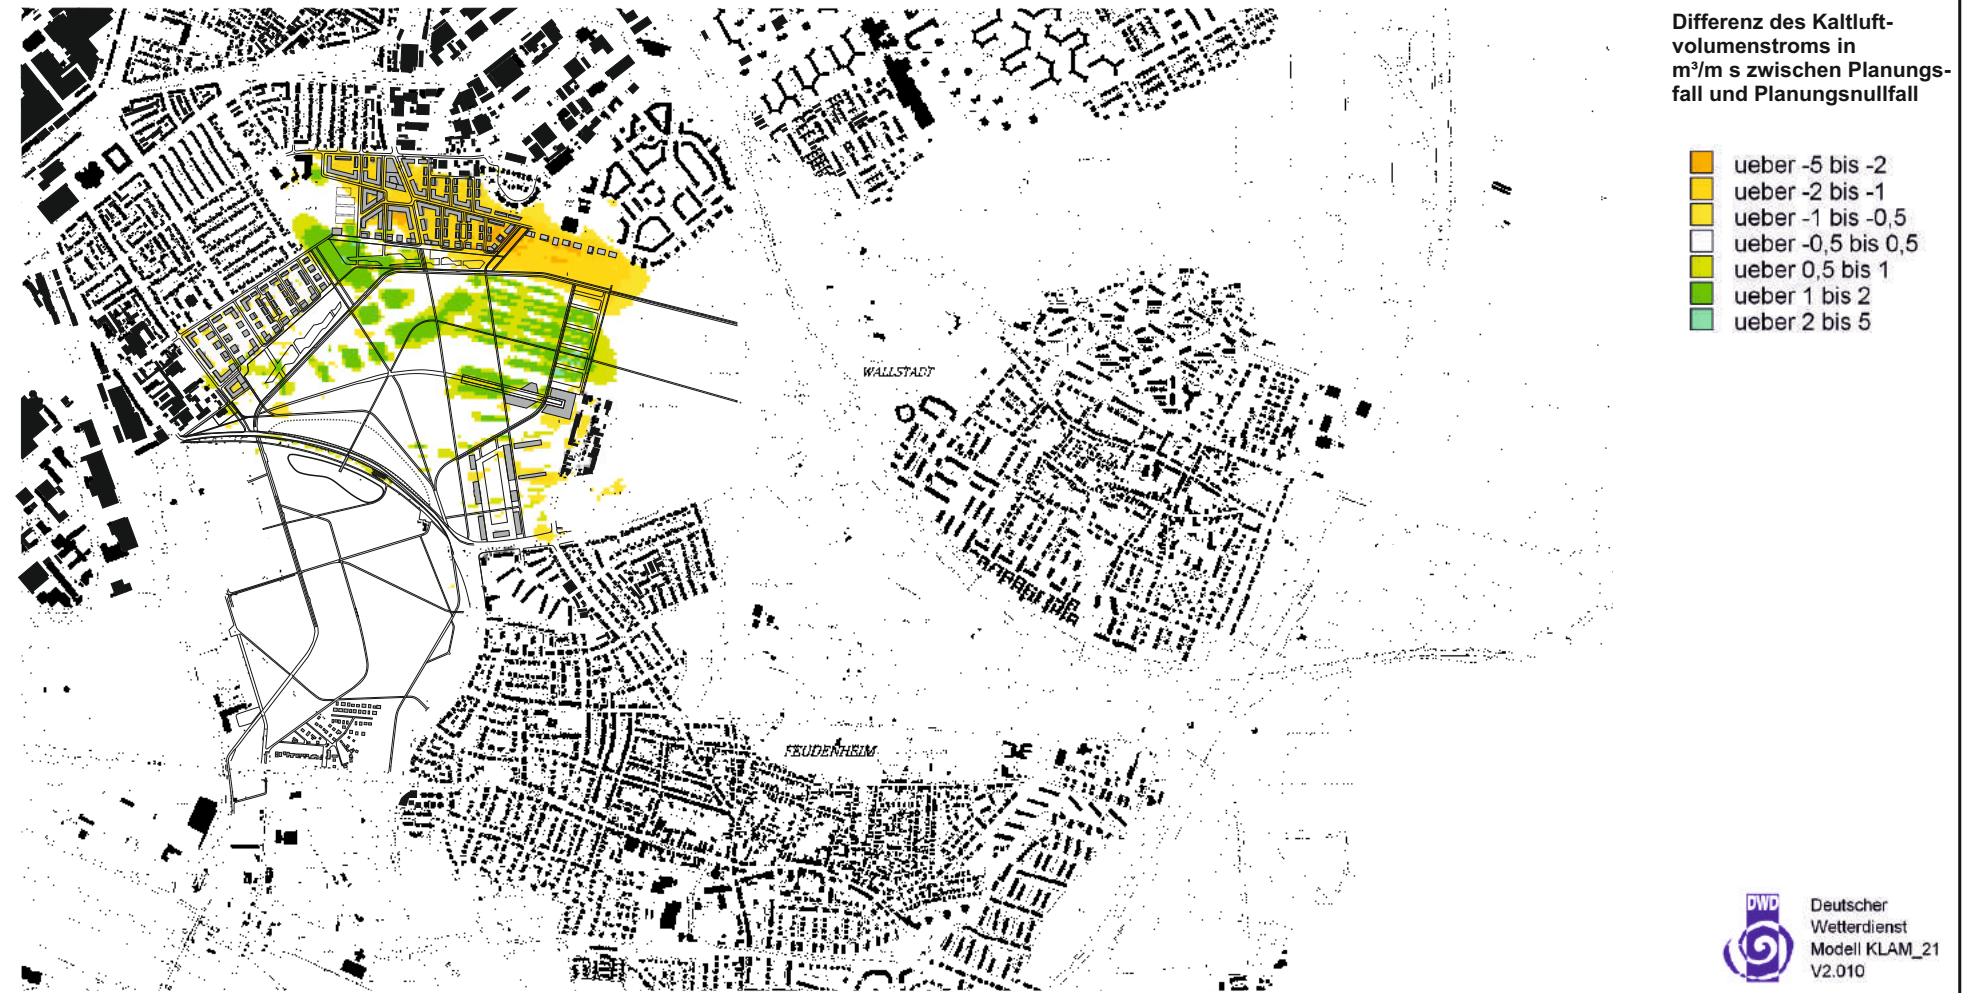 Differenz des Kaltluft-
volumenstroms in
m³/m s zwischen Planungs-
fall und Planungsnullfall
ueber -5 bis -2
ueber -2 bis -1
ueber -1 bis -0,5
ueber -0,5 bis 0,5
ueber 0,5 bis 1
ueber 1 bis 2
ueber 2 bis 5
WALLSTADT
FEUDENHEIM
DWD
Deutscher
Wetterdienst
Modell KLAM_21
V2.010